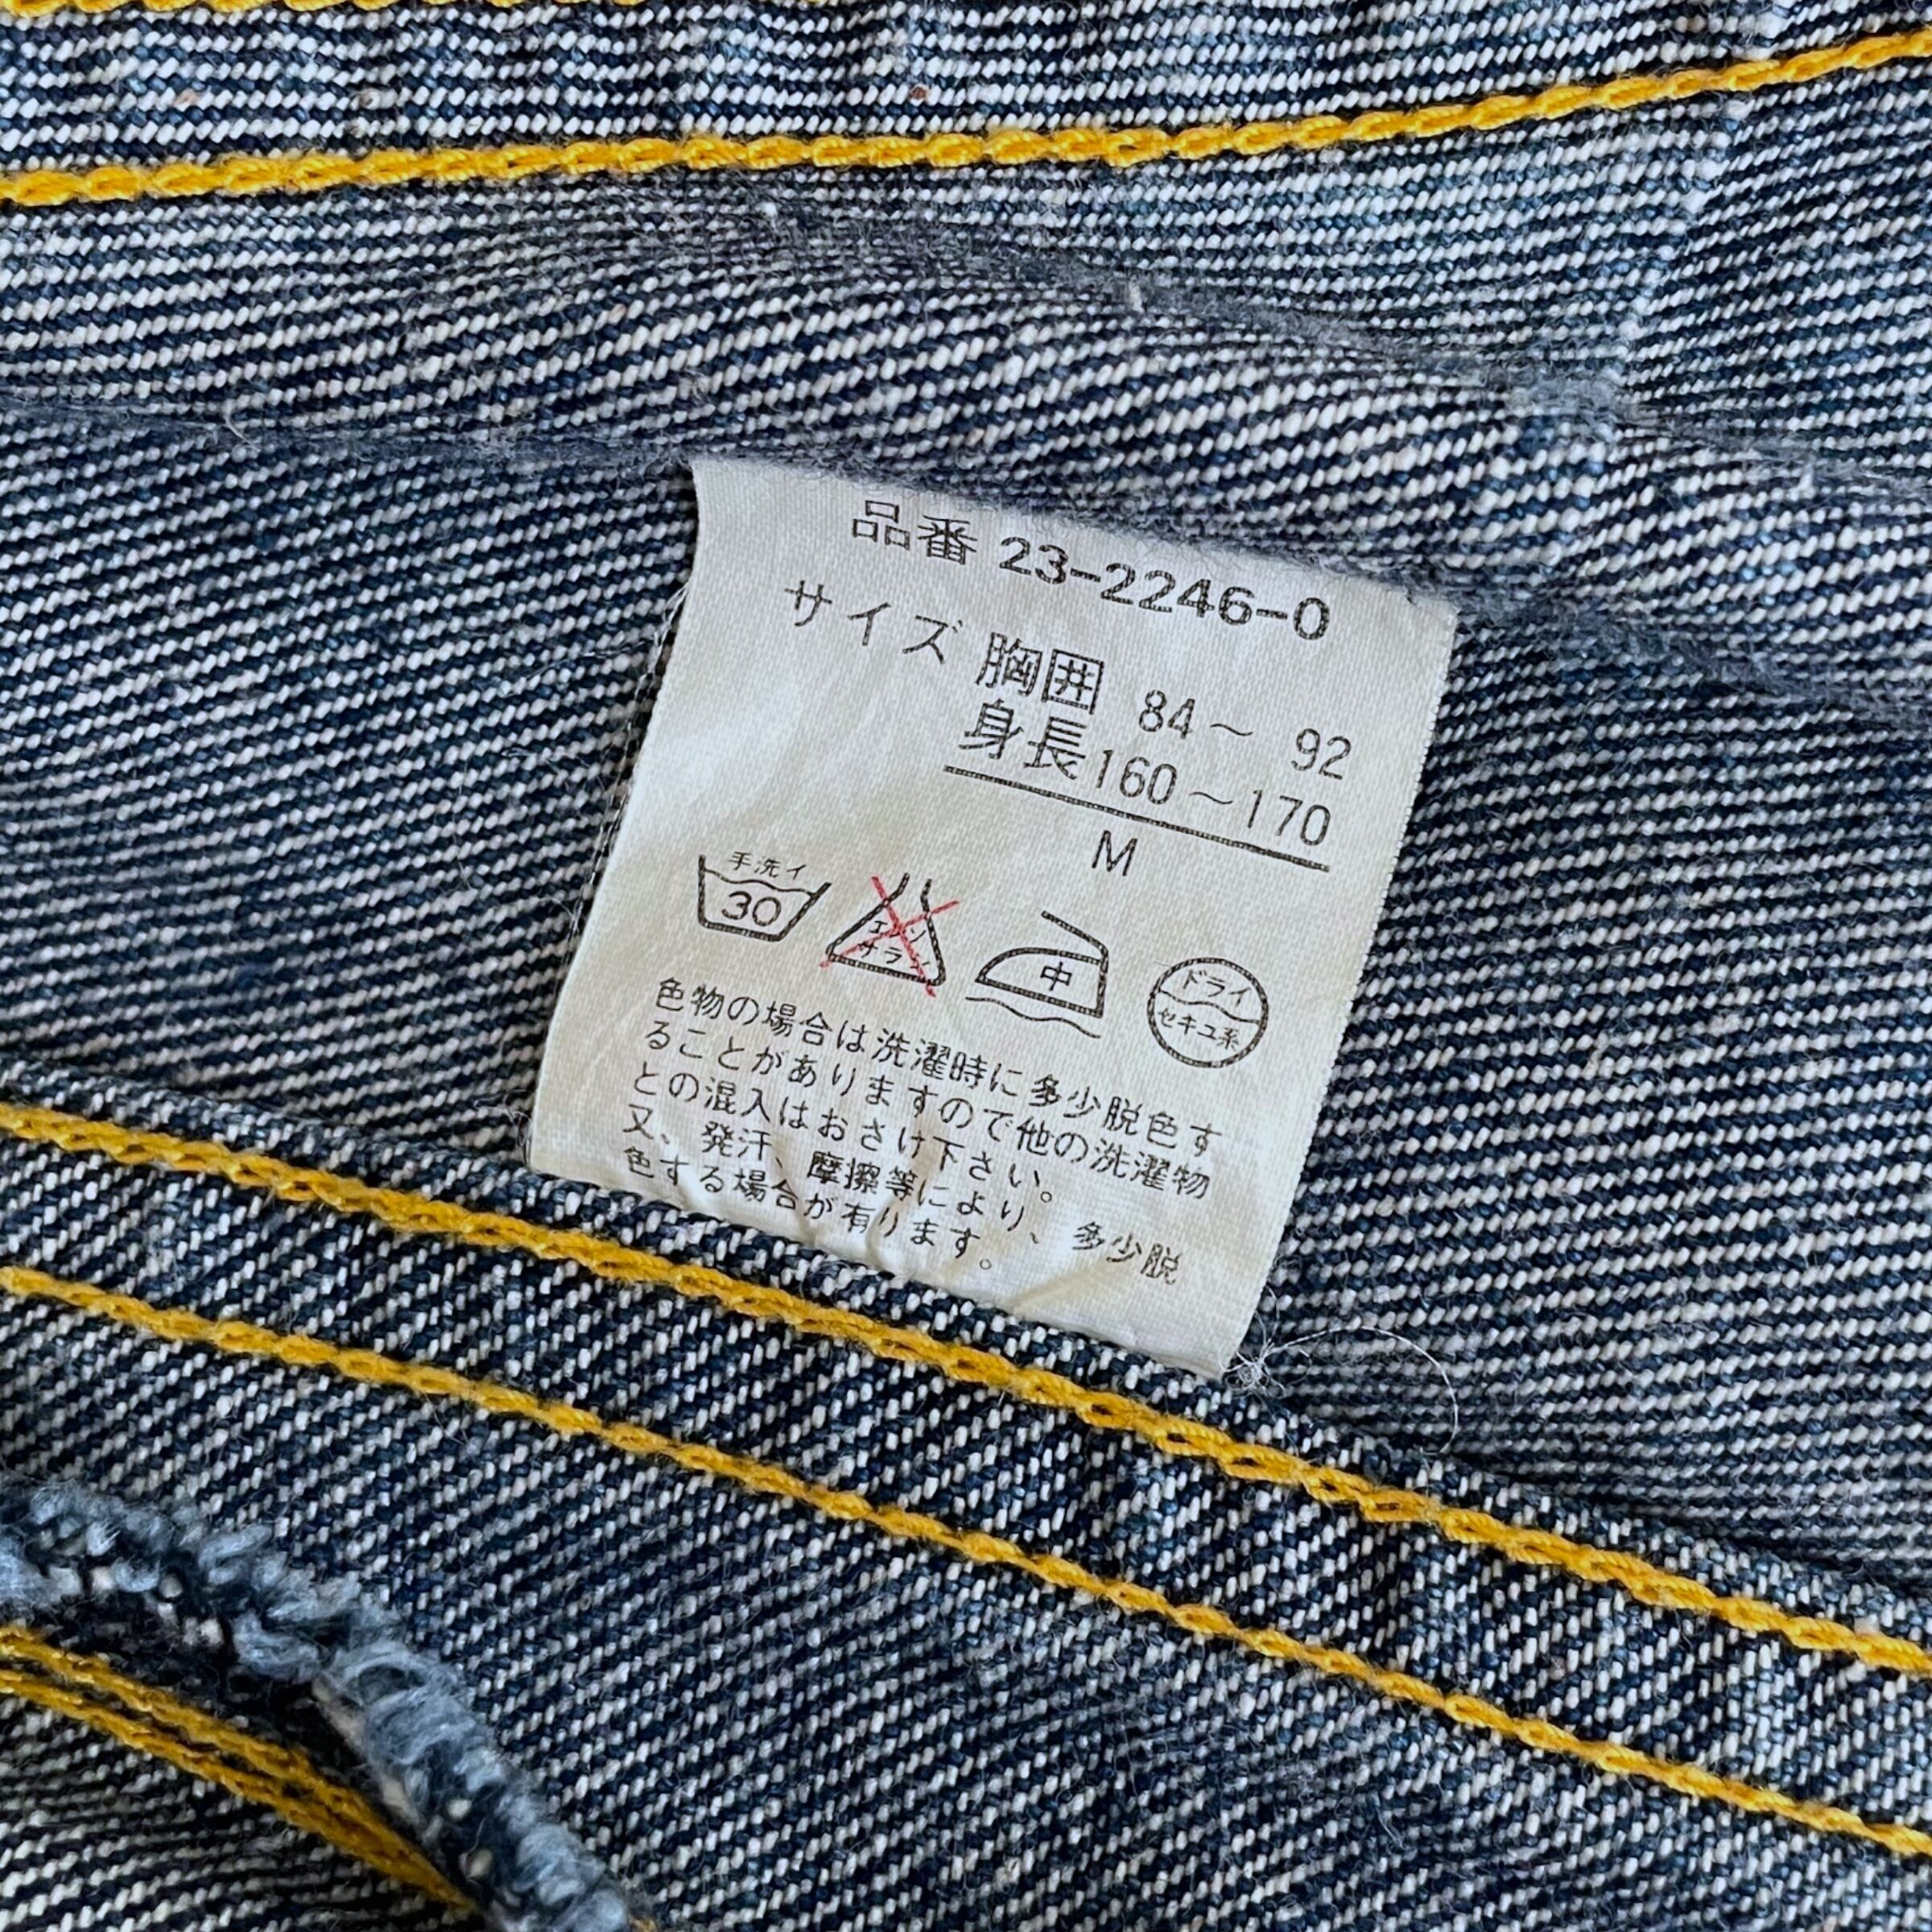 品番 23-2246-0
サイズ 胸囲 84～ 92
身長160～170
M
手洗イ
30
エンソ
サラシ
中
ドライ
セキユ系
色物の場合は洗濯時に多少脱色す
ることがありますので他の洗濯物
との混入はおさけ下さい。
又、発汗、摩擦等により、多少脱
色する場合が有ります。